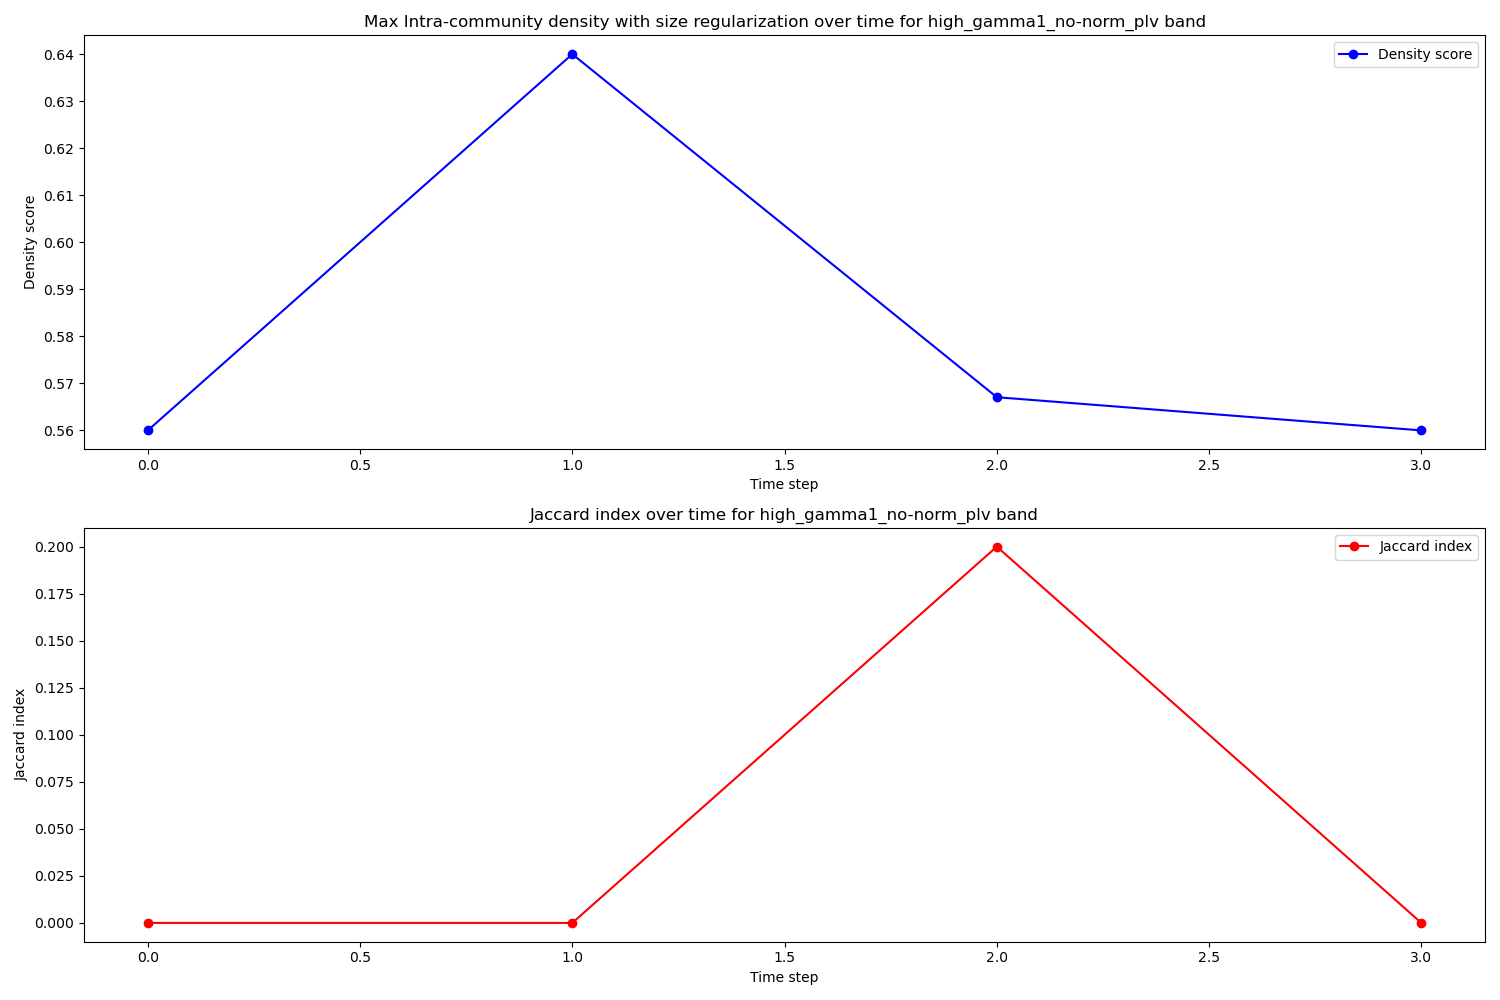 Max Intra-community density with size regularization over time for high_gamma1_no-norm_plv band
Density score
0.64
0.63
0.62
0.61
0.60
0.59
0.58
0.57
0.56
Density score
0.0 0.5 1.0 1.5 2.0 2.5 3.0
Time step
Jaccard index over time for high_gamma1_no-norm_plv band
Jaccard index
0.200
0.175
0.150
0.125
0.100
0.075
0.050
0.025
0.000
Jaccard index
0.0 0.5 1.0 1.5 2.0 2.5 3.0
Time step